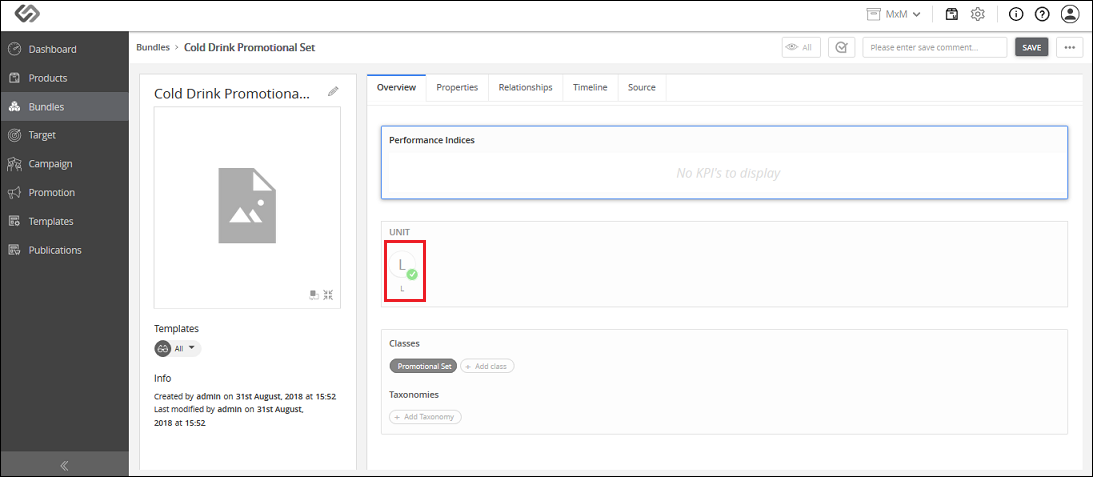 MxM
Dashboard
Products
Bundles
Target
Campaign
Promotion
Templates
Publications
Bundles > Cold Drink Promotional Set
All
Please enter save comment...
SAVE
Cold Drink Promotiona...
Templates
All
Info
Created by admin on 31st August, 2018 at 15:52
Last modified by admin on 31st August,
2018 at 15:52
Overview Properties Relationships Timeline Source
Performance Indices
No KPI's to display
UNIT
L
L
Classes
Promotional Set + Add class
Taxonomies
+ Add Taxonomy